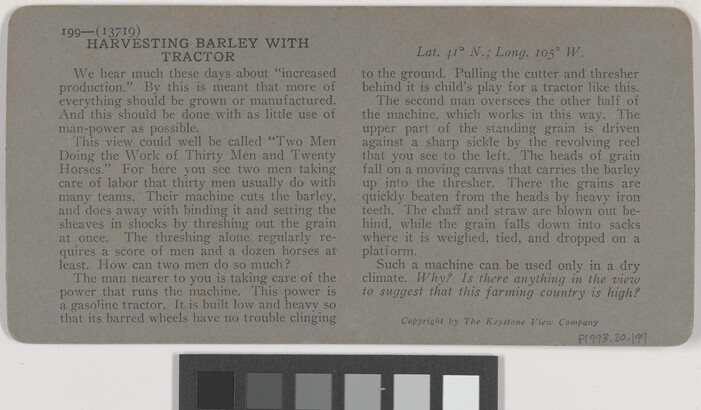 199—(13719)
HARVESTING BARLEY WITH
TRACTOR
We hear much these days about "increased
production." By this is meant that more of
everything should be grown or manufactured.
And this should be done with as little use of
man-power as possible.
This view could well be called "Two Men
Doing the Work of Thirty Men and Twenty
Horses." For here you see two men taking
care of labor that thirty men usually do with
many teams. Their machine cuts the barley,
and does away with binding it and setting the
sheaves in shocks by threshing out the grain
at once. The threshing alone regularly re-
quires a score of men and a dozen horses at
least. How can two men do so much?
The man nearer to you is taking care of the
power that runs the machine. This power is
a gasoline tractor. It is built low and heavy so
that its barred wheels have no trouble clinging
Lat. 41° N.; Long. 105° W.
to the ground. Pulling the cutter and thresher
behind it is child's play for a tractor like this.
The second man oversees the other half of
the machine, which works in this way. The
upper part of the standing grain is driven
against a sharp sickle by the revolving reel
that you see to the left. The heads of grain
fall on a moving canvas that carries the barley
up into the thresher. There the grains are
quickly beaten from the heads by heavy iron
teeth. The chaff and straw are blown out be-
hind, while the grain falls down into sacks
where it is weighed, tied, and dropped on a
platform.
Such a machine can be used only in a dry
climate. Why? Is there anything in the view
to suggest that this farming country is high?
Copyright by The Keystone View Company
P1993.20.199